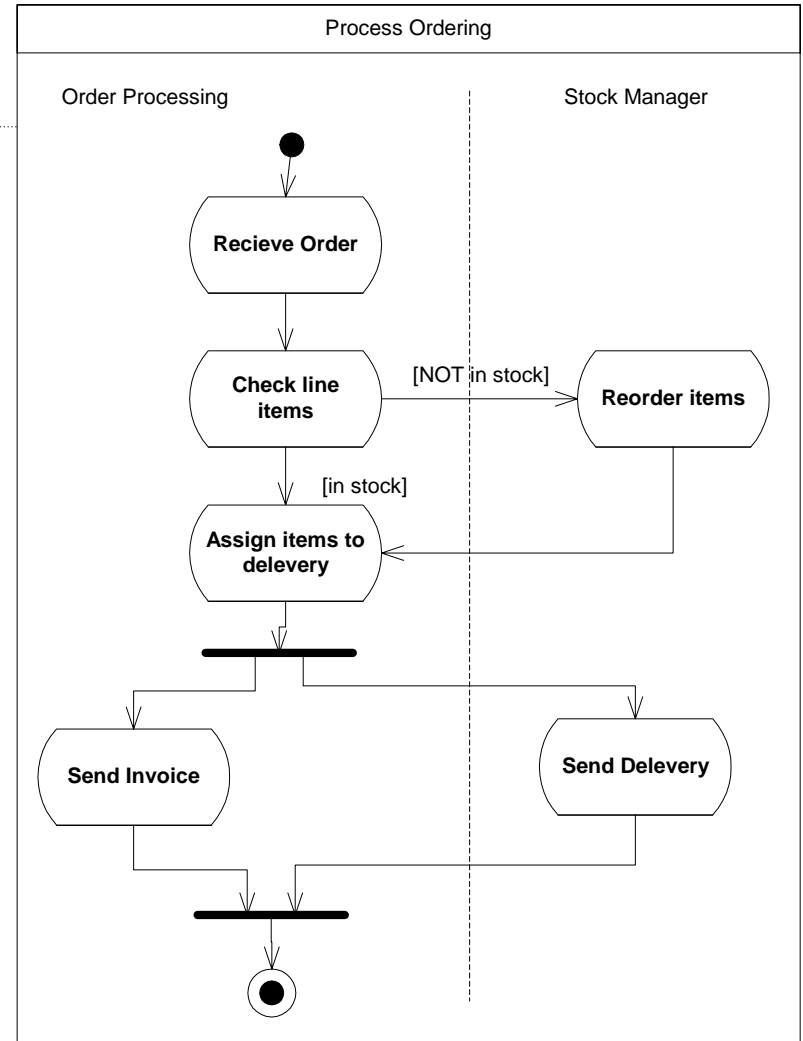 Process Ordering
Order Processing
Stock Manager
Recieve Order
Check line
items
[NOT in stock]
Reorder items
[in stock]
Assign items to
delevery
Send Invoice
Send Delevery